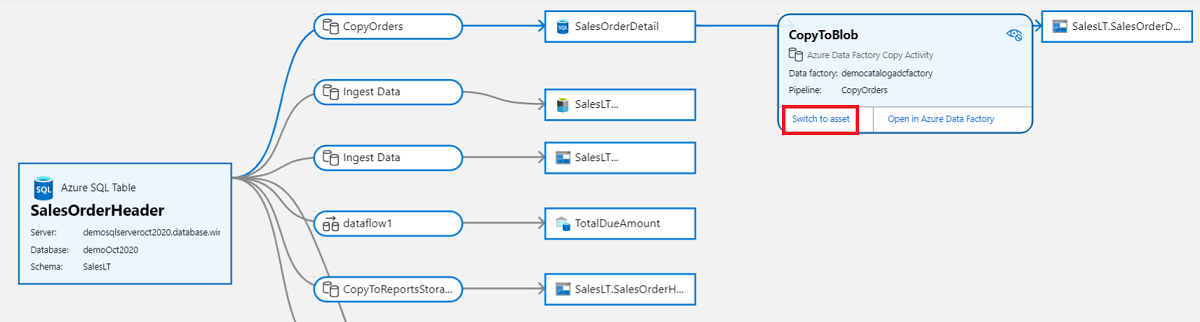 CopyOrders
SalesOrderDetail
CopyToBlob
Azure Data Factory Copy Activity
Data factory: democatalogadcfactory
Pipeline: CopyOrders
Switch to asset
Open in Azure Data Factory
SalesLT.SalesOrderD...
Ingest Data
SalesLT...
Ingest Data
SalesLT...
SQL
Azure SQL Table
SalesOrderHeader
Server: demosqlserveroct2020.database.wir
Database: demoOct2020
Schema: SalesLT
dataflow1
TotalDueAmount
CopyToReportsStora...
SalesLT.SalesOrderH...